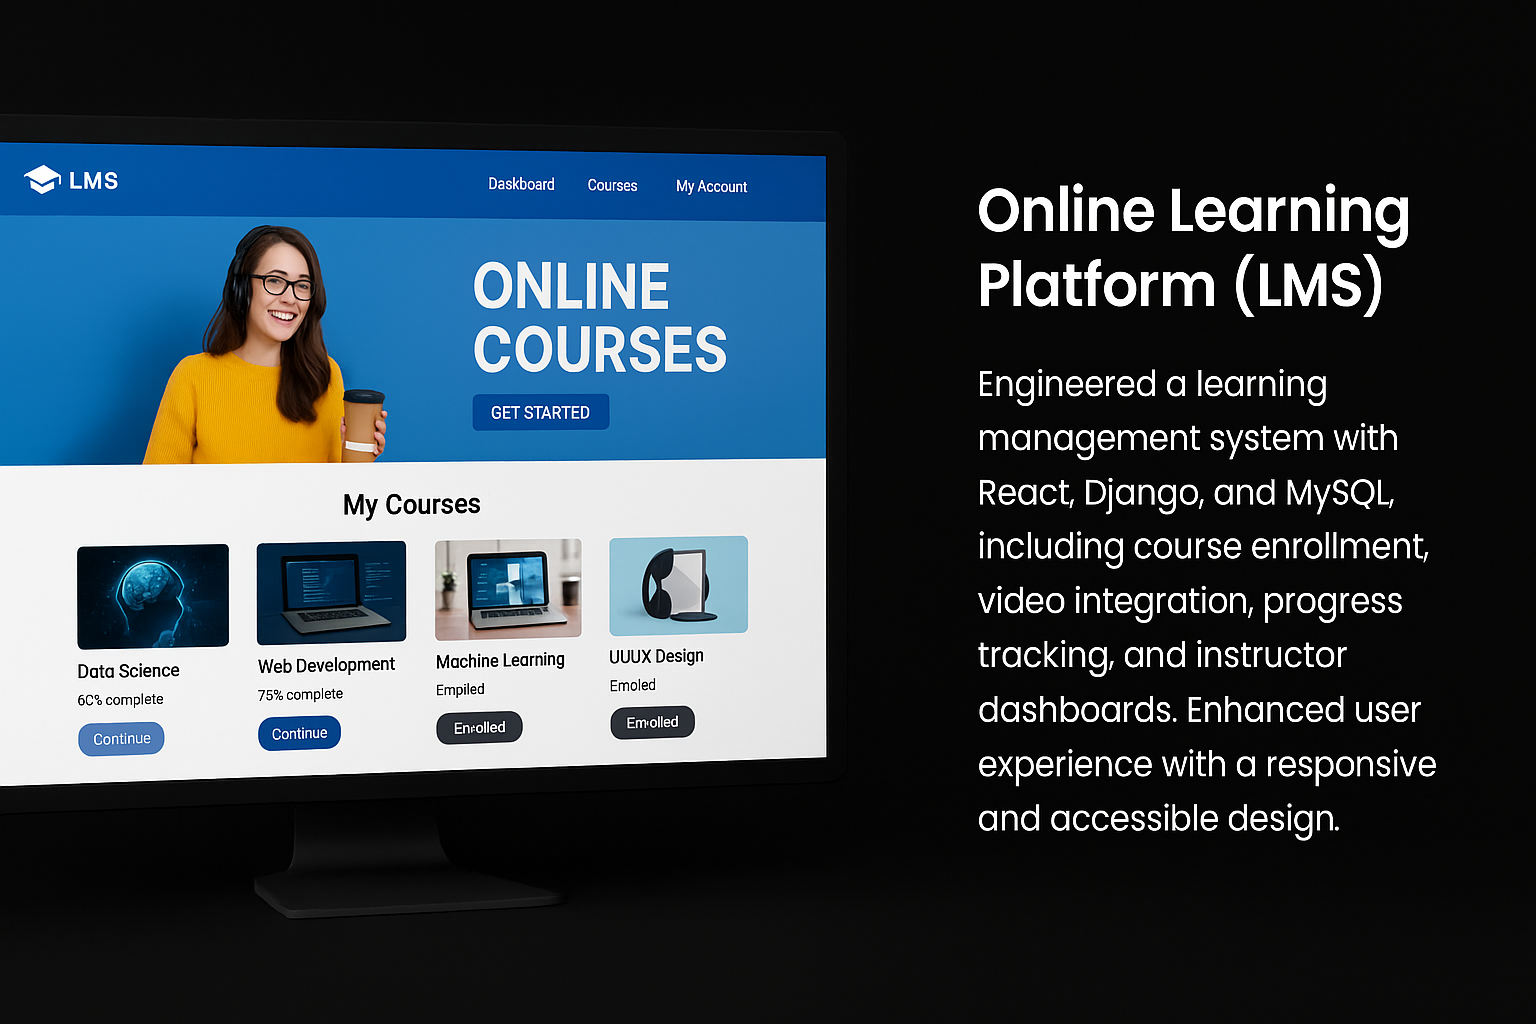 LMS
Daskboard Courses My Account
ONLINE
COURSES
GET STARTED
My Courses
Data Science
6C% complete
Continue
Web Development
75% complete
Continue
Machine Learning
Empiled
Enrolled
UUUX Design
Emoled
Emolled
Online Learning
Platform (LMS)
Engineered a learning
management system with
React, Django, and MySQL,
including course enrollment,
video integration, progress
tracking, and instructor
dashboards. Enhanced user
experience with a responsive
and accessible design.